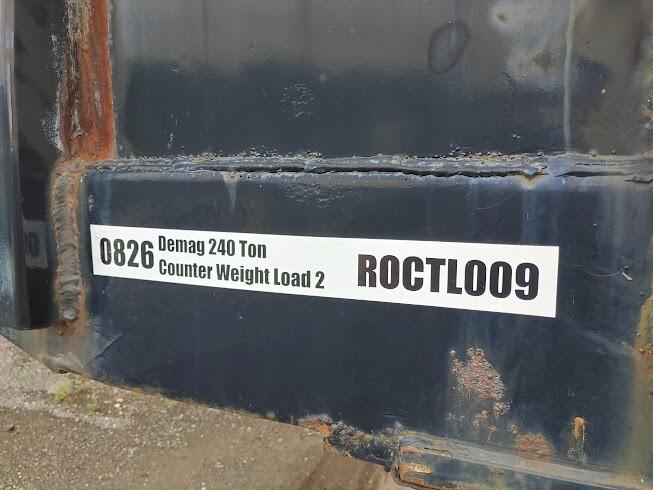 0826 Demag 240 Ton
Counter Weight Load 2
ROCTL009